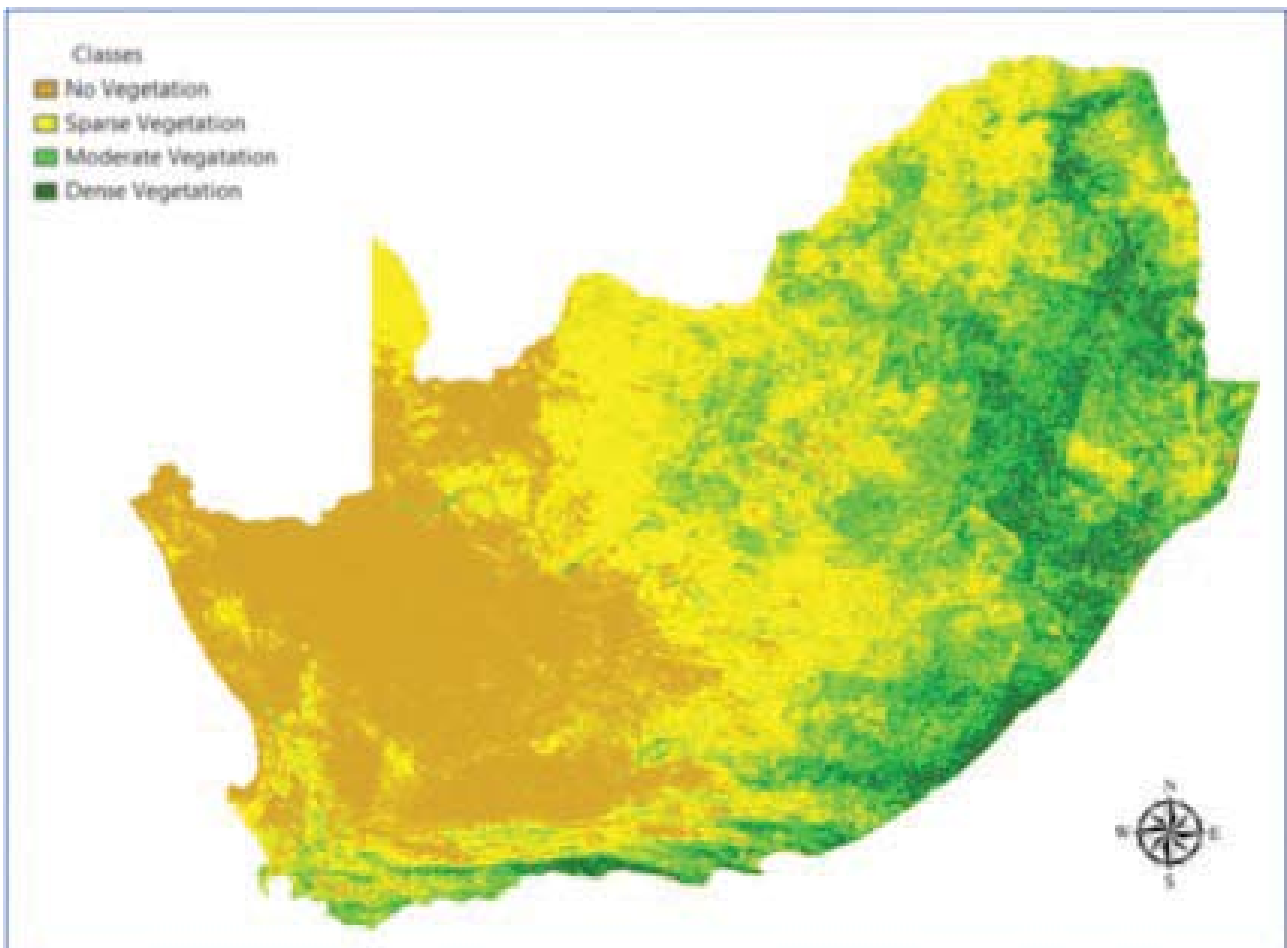 Classes
No Vegetation
Sparse Vegetation
Moderate Vegatation
Dense Vegetation
N
W E
S